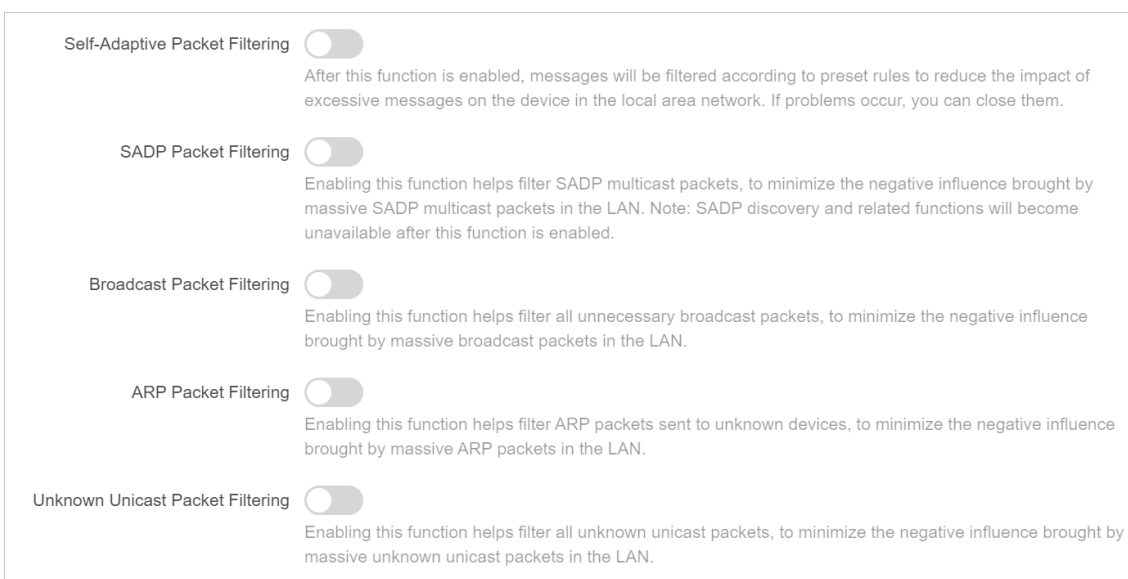 Self-Adaptive Packet Filtering
After this function is enabled, messages will be filtered according to preset rules to reduce the impact of
excessive messages on the device in the local area network. If problems occur, you can close them.
SADP Packet Filtering
Enabling this function helps filter SADP multicast packets, to minimize the negative influence brought by
massive SADP multicast packets in the LAN. Note: SADP discovery and related functions will become
unavailable after this function is enabled.
Broadcast Packet Filtering
Enabling this function helps filter all unnecessary broadcast packets, to minimize the negative influence
brought by massive broadcast packets in the LAN.
ARP Packet Filtering
Enabling this function helps filter ARP packets sent to unknown devices, to minimize the negative influence
brought by massive ARP packets in the LAN.
Unknown Unicast Packet Filtering
Enabling this function helps filter all unknown unicast packets, to minimize the negative influence brought by
massive unknown unicast packets in the LAN.